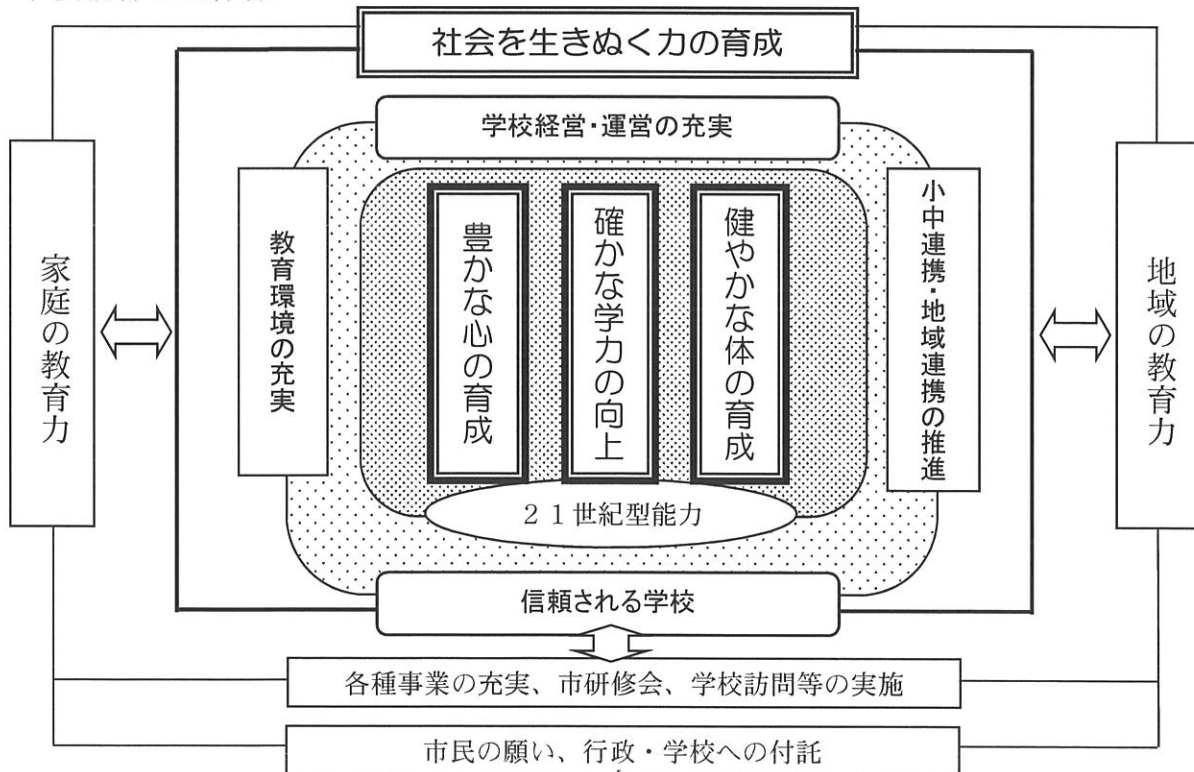 社会を生きぬく力の育成
学校経営・運営の充実
家庭の教育力
教育環境の充実
豊かな心の育成
確かな学力の向上
健やかな体の育成
小中連携・地域連携の推進
地域の教育力
２１世紀型能力
信頼される学校
各種事業の充実、市研修会、学校訪問等の実施
市民の願い、行政・学校への付託